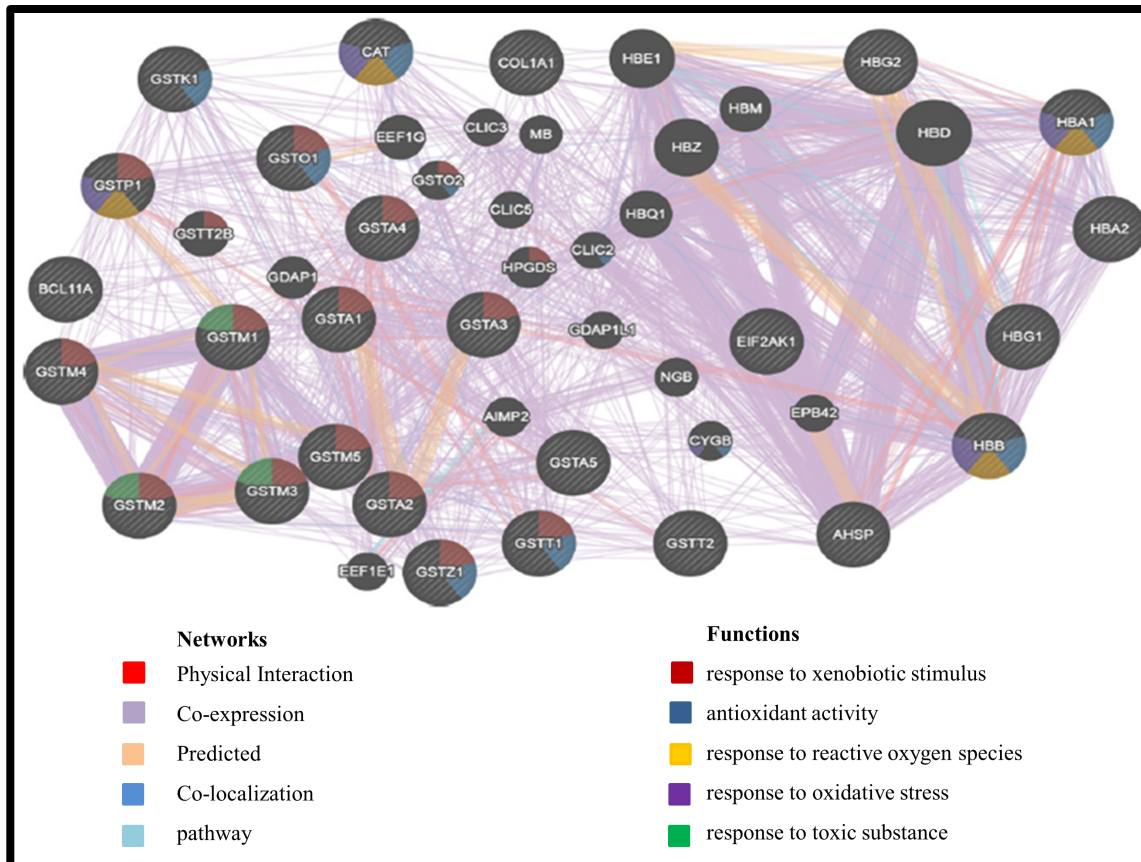 CAT
COL1A1
HBE1
HBG2
GSTK1
HBM
HBA1
CLIC3
MB
EEF1G
HBD
HBZ
GSTO1
GSTO2
GSTP1
CLIC5
HBQ1
GSTA4
HBA2
GSTT2B
CLIC2
HPGDS
GDAP1
BCL11A
GSTA1
GSTA3
GDAP1L1
GSTM1
EIF2AK1
HBG1
GSTM4
NGB
AIMP2
EPB42
CYGB
HBB
GSTM5
GSTA5
GSTM3
GSTM2
GSTA2
AHSP
GSTT1
GSTT2
EEF1E1
GSTZ1
Networks
Physical Interaction
Co-expression
Predicted
Co-localization
pathway
Functions
response to xenobiotic stimulus
antioxidant activity
response to reactive oxygen species
response to oxidative stress
response to toxic substance